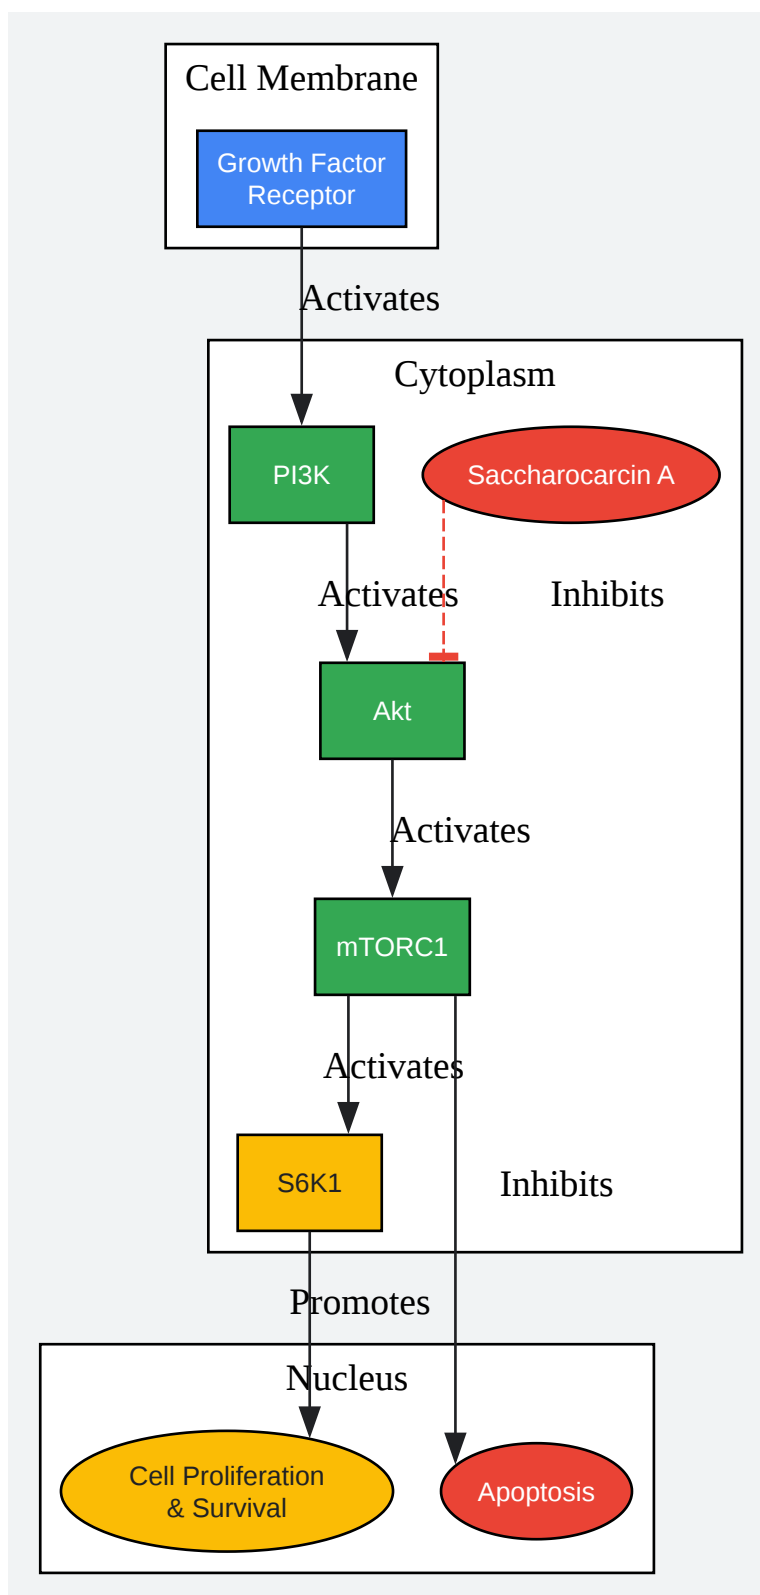 Cell Membrane
Growth Factor
Receptor
Activates
Cytoplasm
PI3K
Saccharocarcin A
Activates
Inhibits
Akt
Activates
mTORC1
Activates
S6K1
Inhibits
Promotes
Nucleus
Cell Proliferation
& Survival
Apoptosis